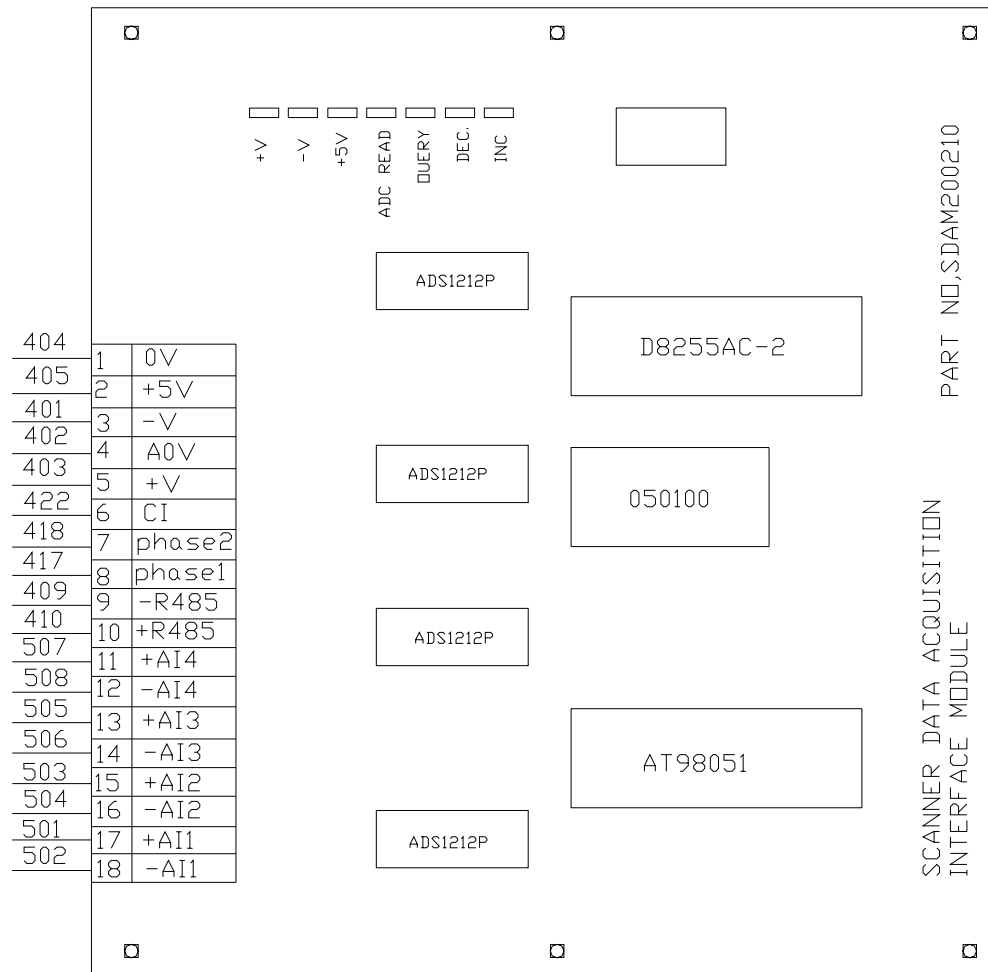 +V
-V
+5V
ADC READ
QUERY
DEC.
INC
PART NO,SDAM200210
ADS1212P
D8255AC-2
404
1 0V
405
2 +5V
401
3 -V
402
4 A0V
403
5 +V
422
6 CI
418
7 phase2
417
8 phase1
409
9 -R485
410
10 +R485
507
11 +AI4
508
12 -AI4
505
13 +AI3
506
14 -AI3
503
15 +AI2
504
16 -AI2
501
17 +AI1
502
18 -AI1
ADS1212P
050100
ADS1212P
AT98051
ADS1212P
SCANNER DATA ACQUISITION
INTERFACE MODULE